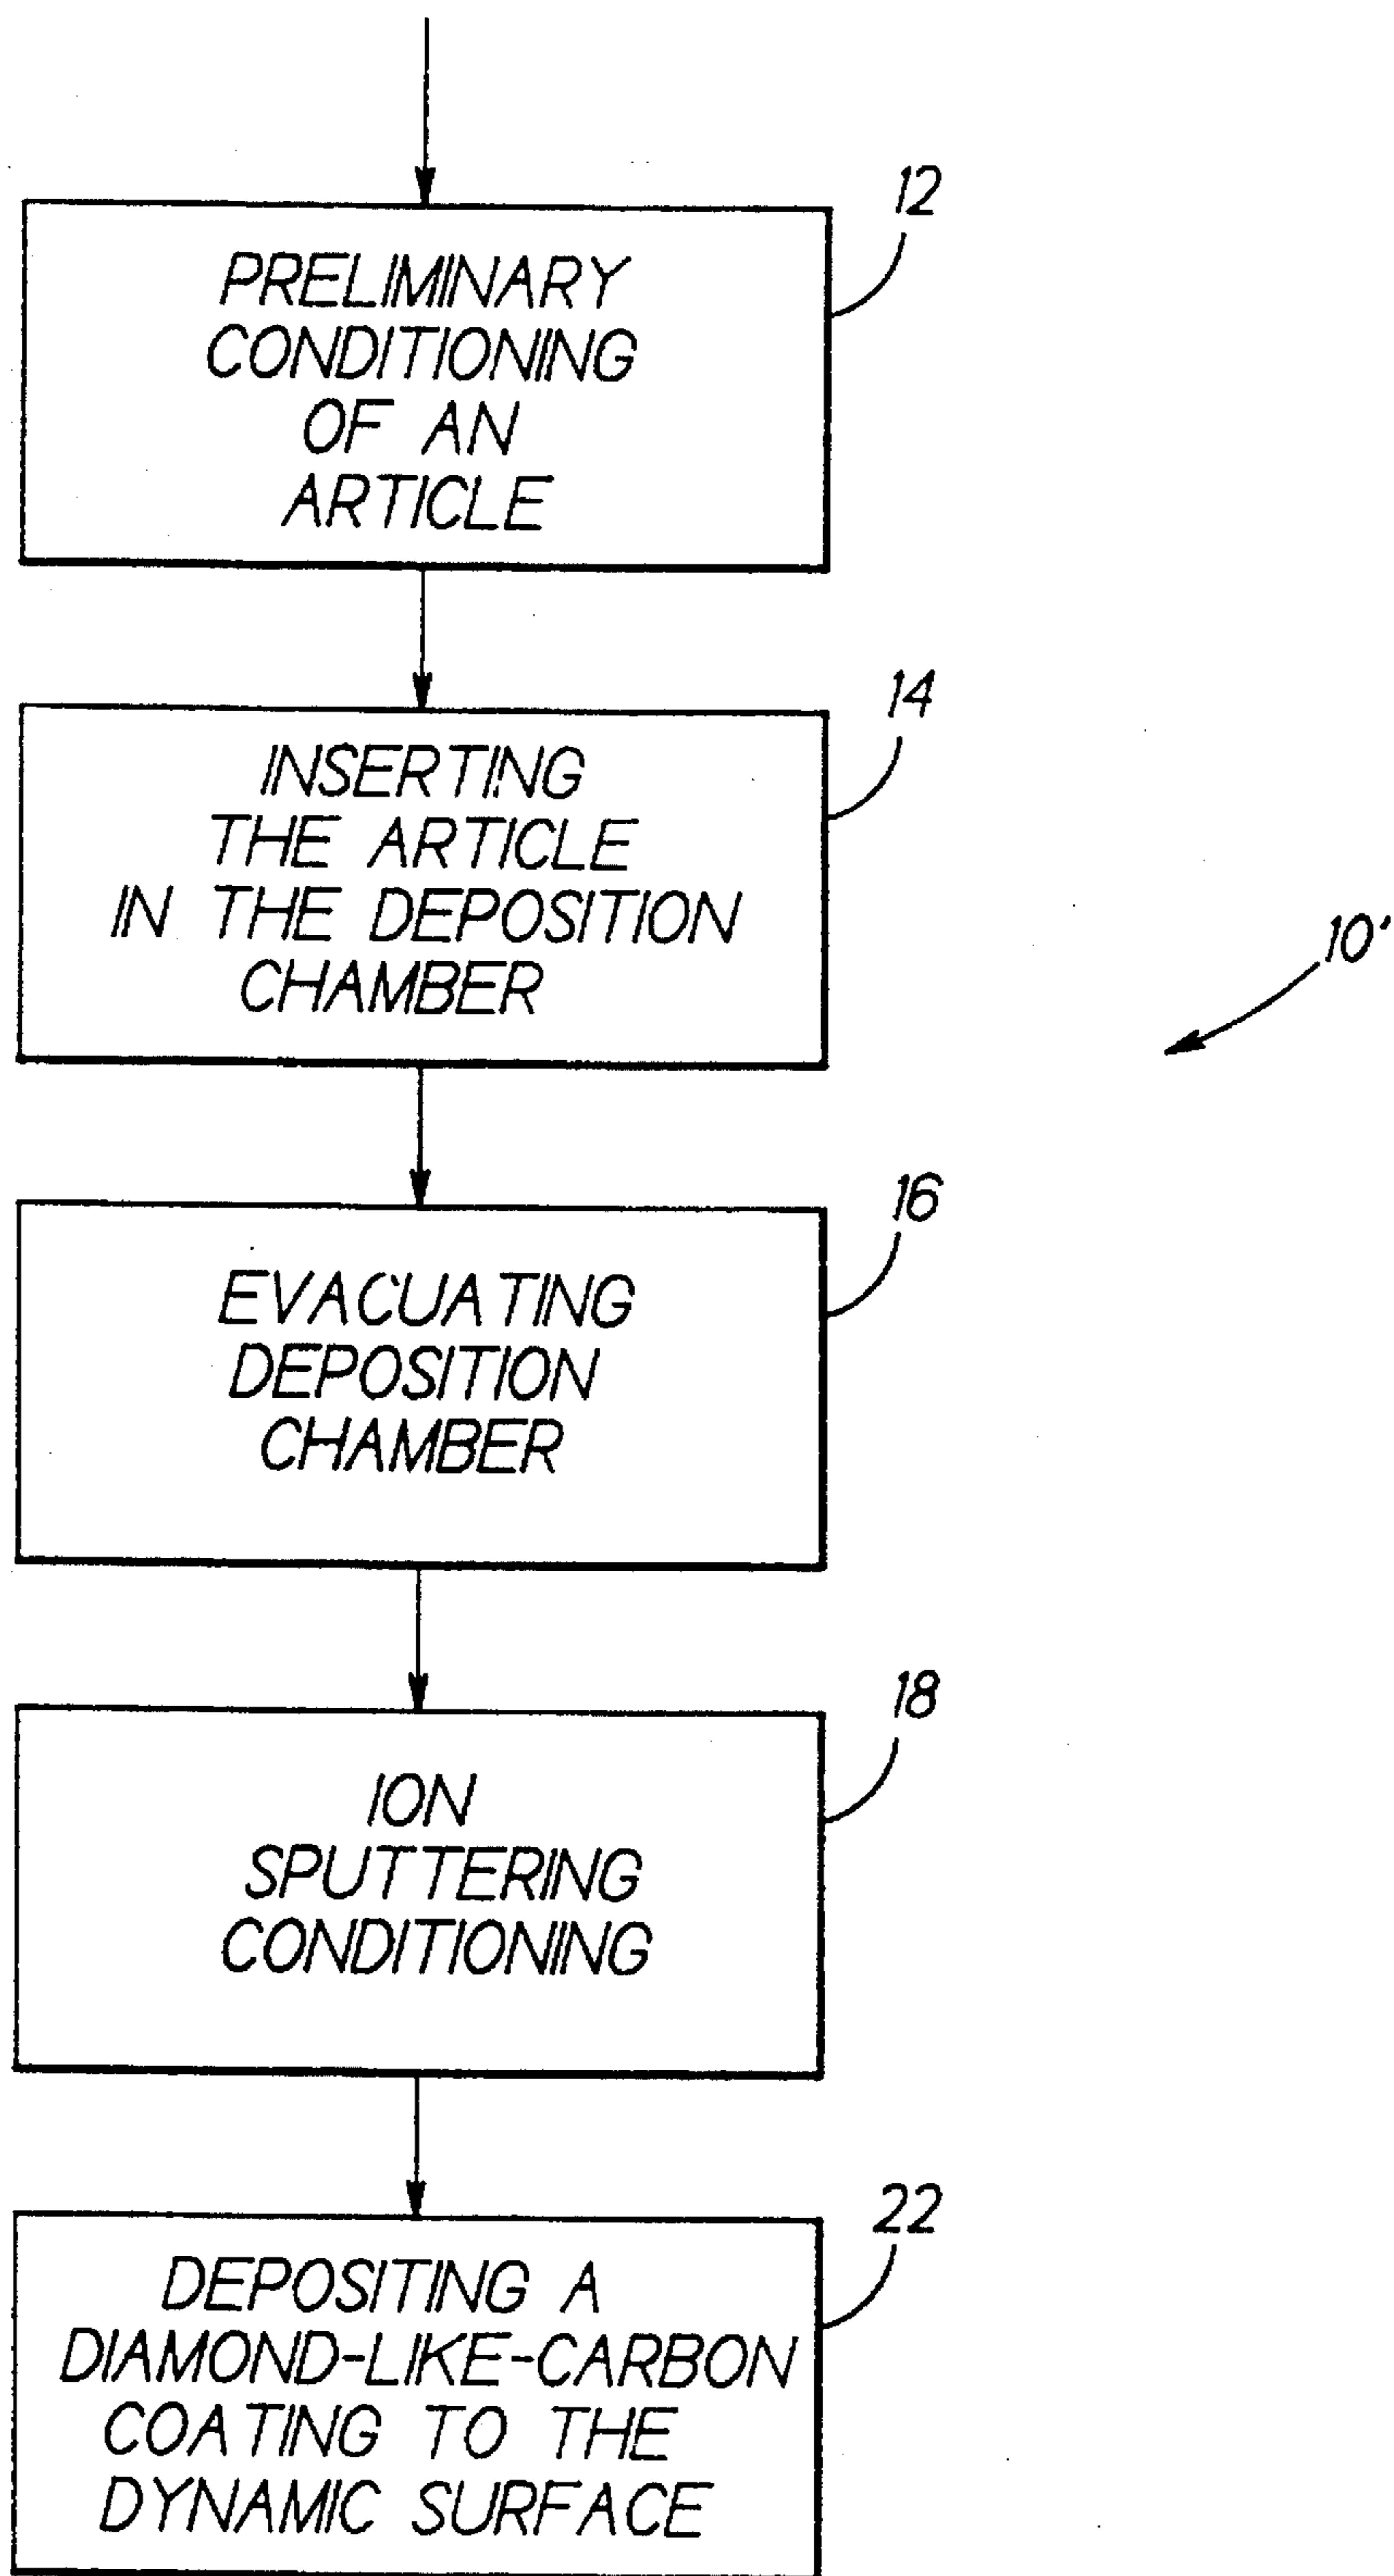 12
PRELIMINARY
CONDITIONING
OF AN
ARTICLE
14
INSERTING
THE ARTICLE
IN THE DEPOSITION
CHAMBER
10'
16
EVACUATING
DEPOSITION
CHAMBER
18
ION
SPUTTERING
CONDITIONING
22
DEPOSITING A
DIAMOND-LIKE-CARBON
COATING TO THE
DYNAMIC SURFACE